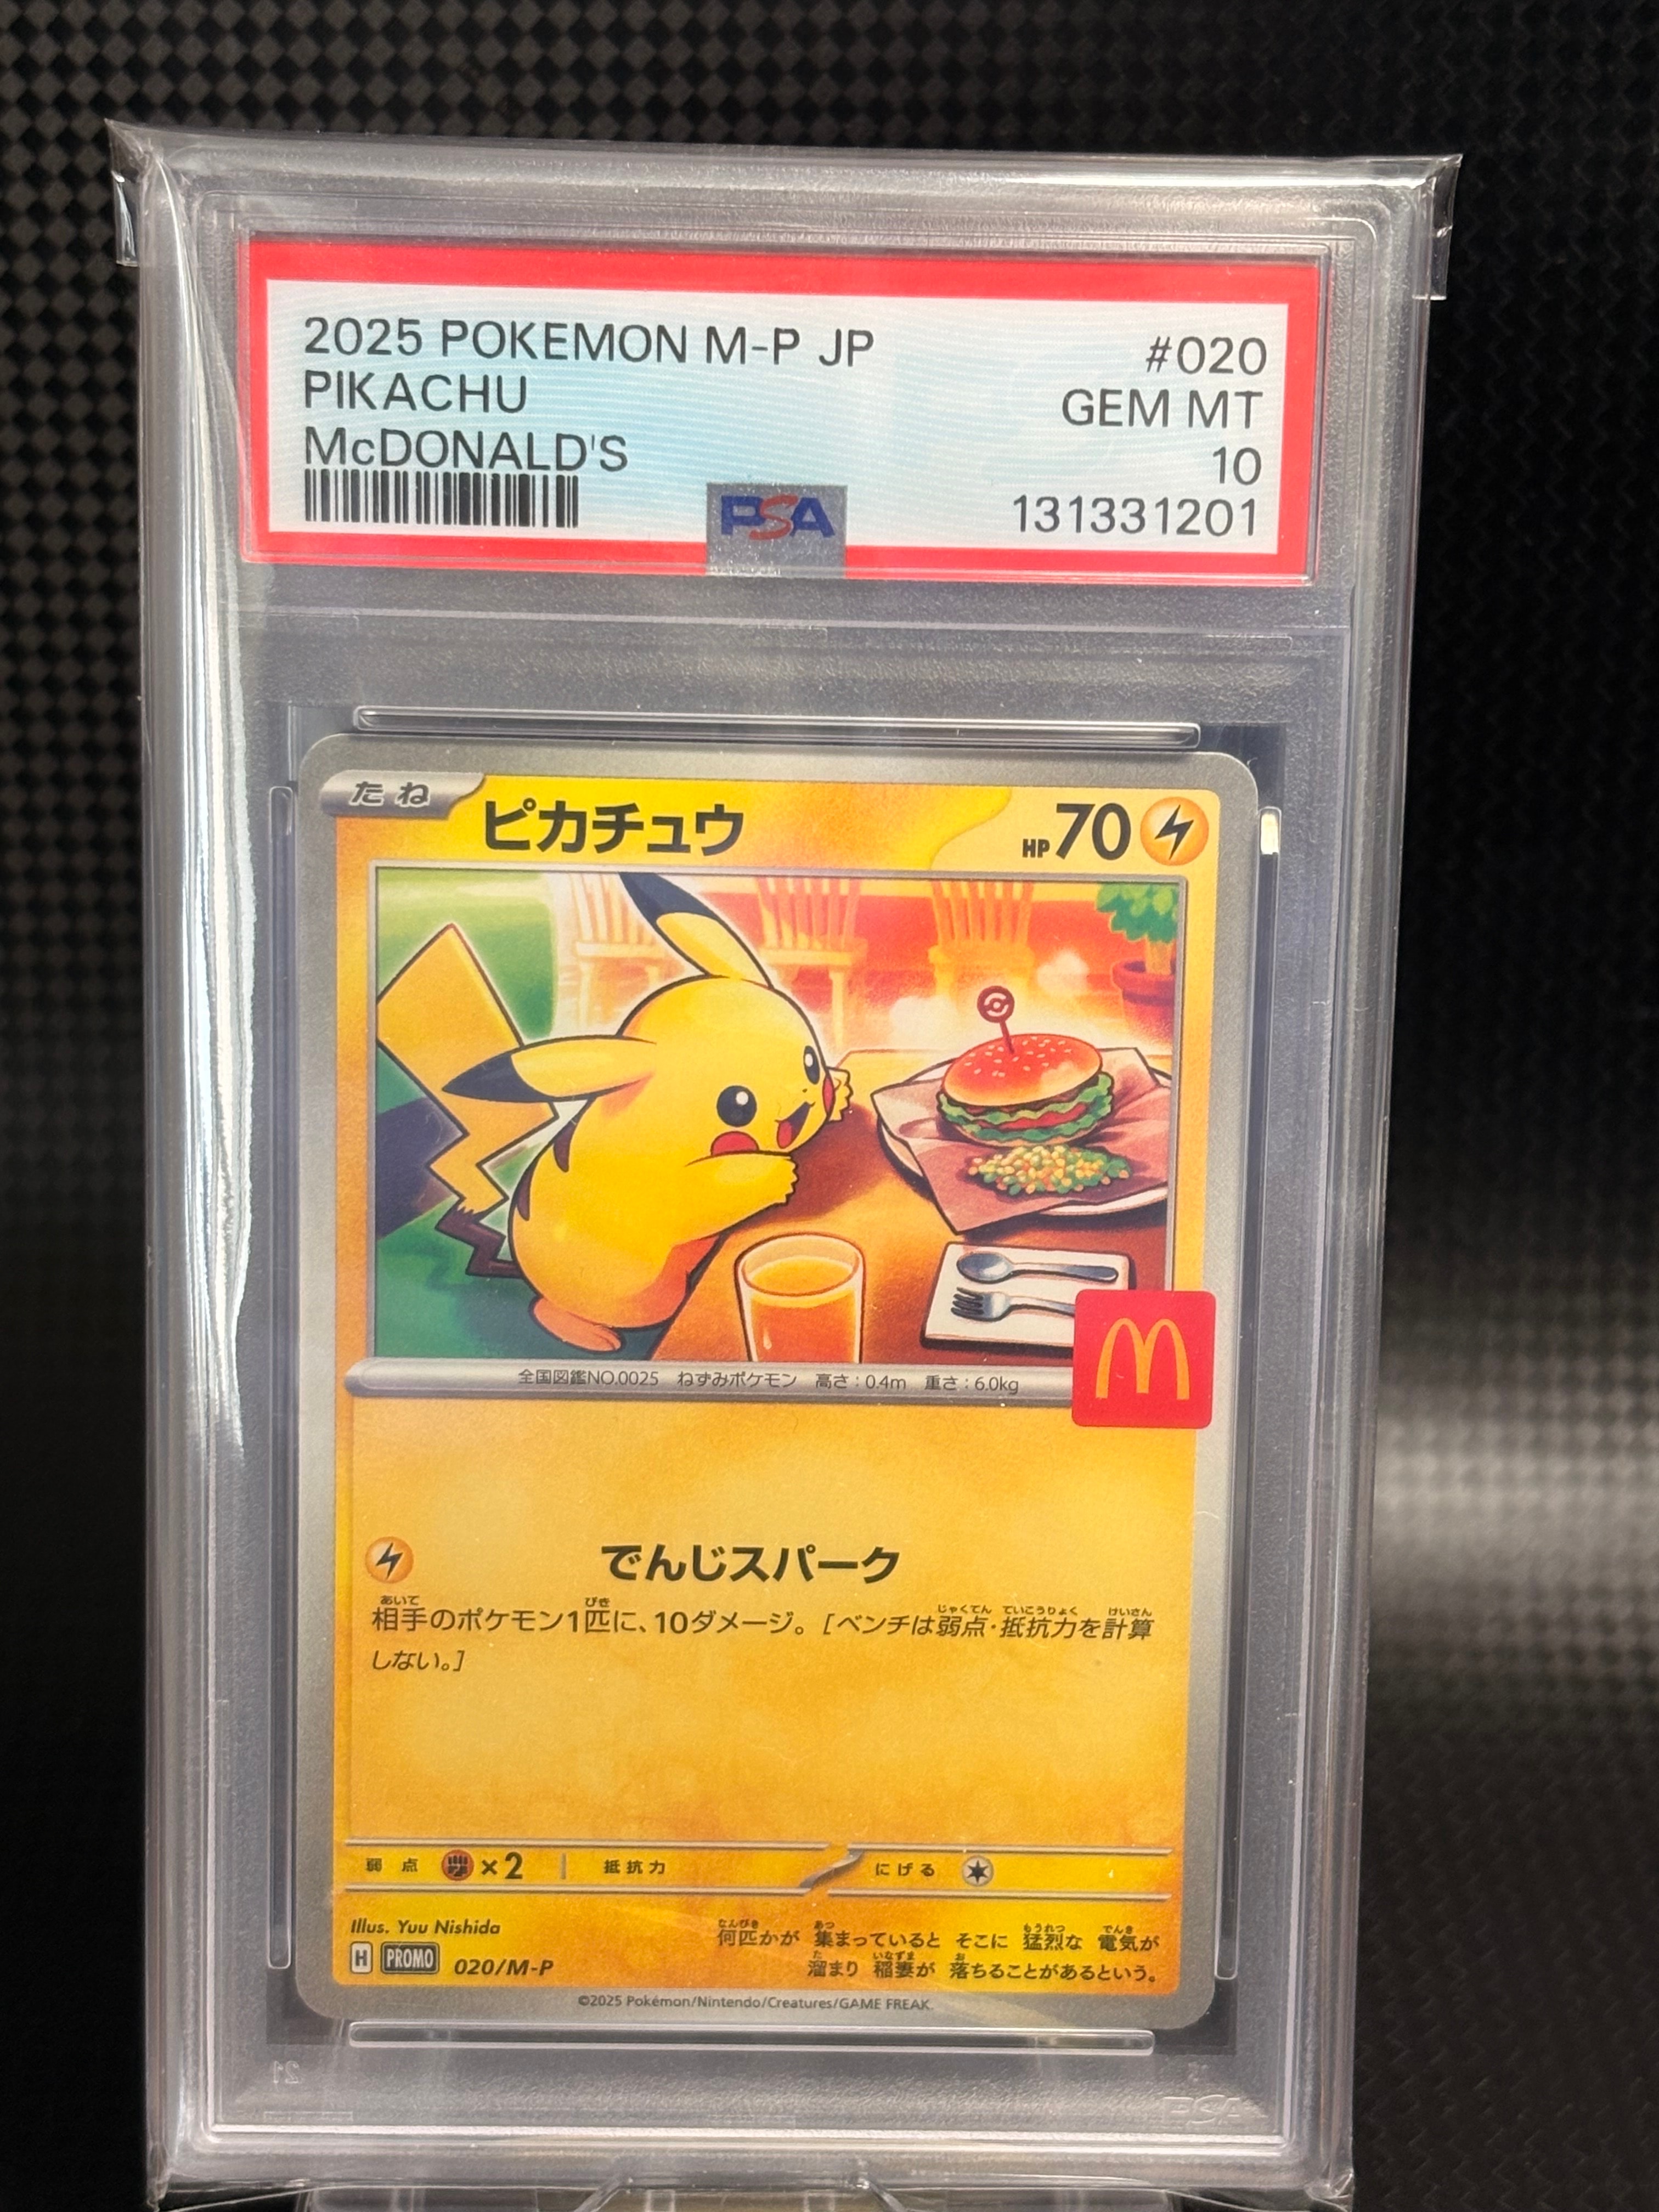 2025 POKEMON M-P JP #020
PIKACHU GEM MT
McDONALD'S 10
PSA 131331201
たね ピカチュウ HP70
全国図鑑NO.0025 ねずみポケモン 高さ:0.4m 重さ:6.0kg
でんじスパーク
相手のポケモン1匹に、10ダメージ。[ベンチは弱点・抵抗力を計算
しない。]
弱点 ×2 抵抗力 にげる
Illus. Yuu Nishida
H PROMO 020/M-P
何匹かが 集まっていると そこに 猛烈な 電気が
溜まり 稲妻が 落ちることがあるという。
©2025 Pokémon/Nintendo/Creatures/GAME FREAK.
PSA